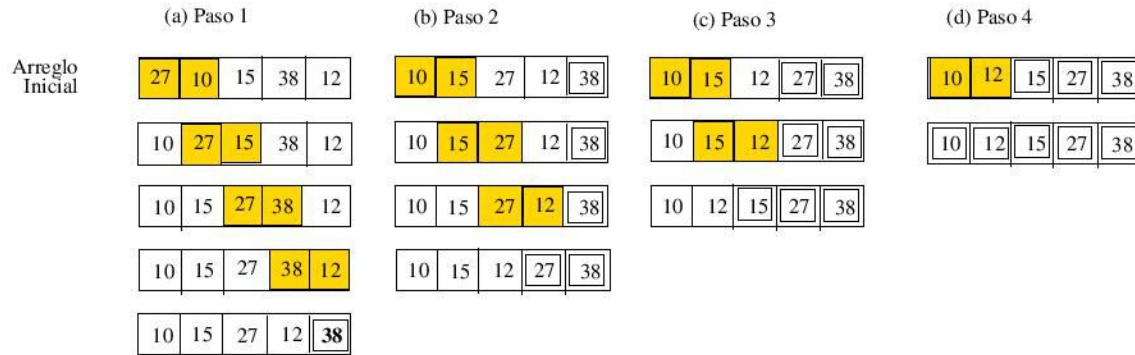 (a) Paso 1 (b) Paso 2 (c) Paso 3 (d) Paso 4
Arreglo
Inicial
27 10 15 38 12 10 15 27 12 38 10 15 12 27 38 10 12 15 27 38
10 27 15 38 12 10 15 27 12 38 10 15 12 27 38 10 12 15 27 38
10 15 27 38 12 10 15 27 12 38 10 12 15 27 38
10 15 27 38 12 10 15 12 27 38
10 15 27 12 38